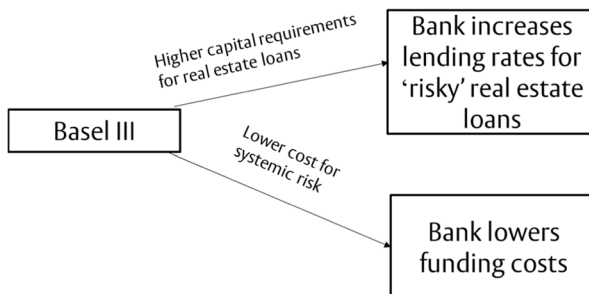 Higher capital requirements
for real estate loans
Bank increases
lending rates for
‘risky’ real estate
loans
Basel III
Lower cost for
systemic risk
Bank lowers
funding costs